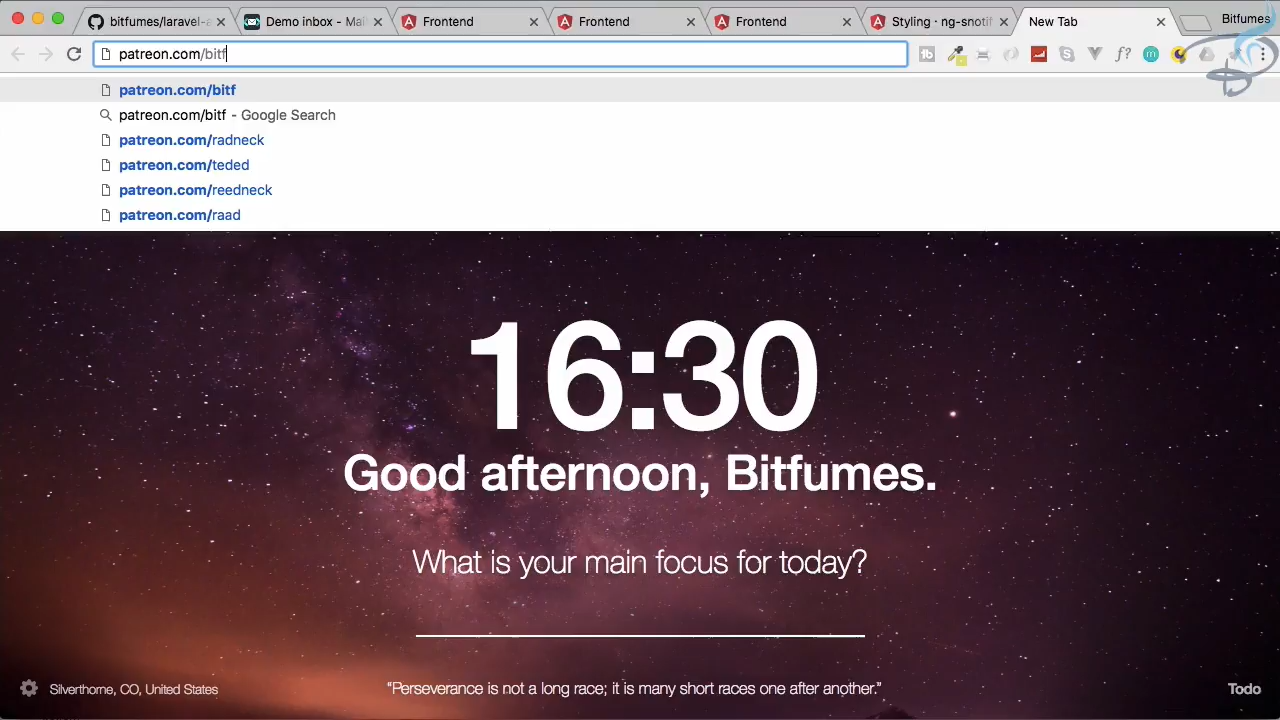 bitfumes/laravel-a
Demo inbox - Mai
Frontend
Frontend
Frontend
Styling · ng-snotif
New Tab
Bitfumes
patreon.com/bitf
patreon.com/bitf
patreon.com/bitf - Google Search
patreon.com/radneck
patreon.com/teded
patreon.com/reedneck
patreon.com/raad
16:30
Good afternoon, Bitfumes.
What is your main focus for today?
Silverthorne, CO, United States
“Perseverance is not a long race; it is many short races one after another.”
Todo